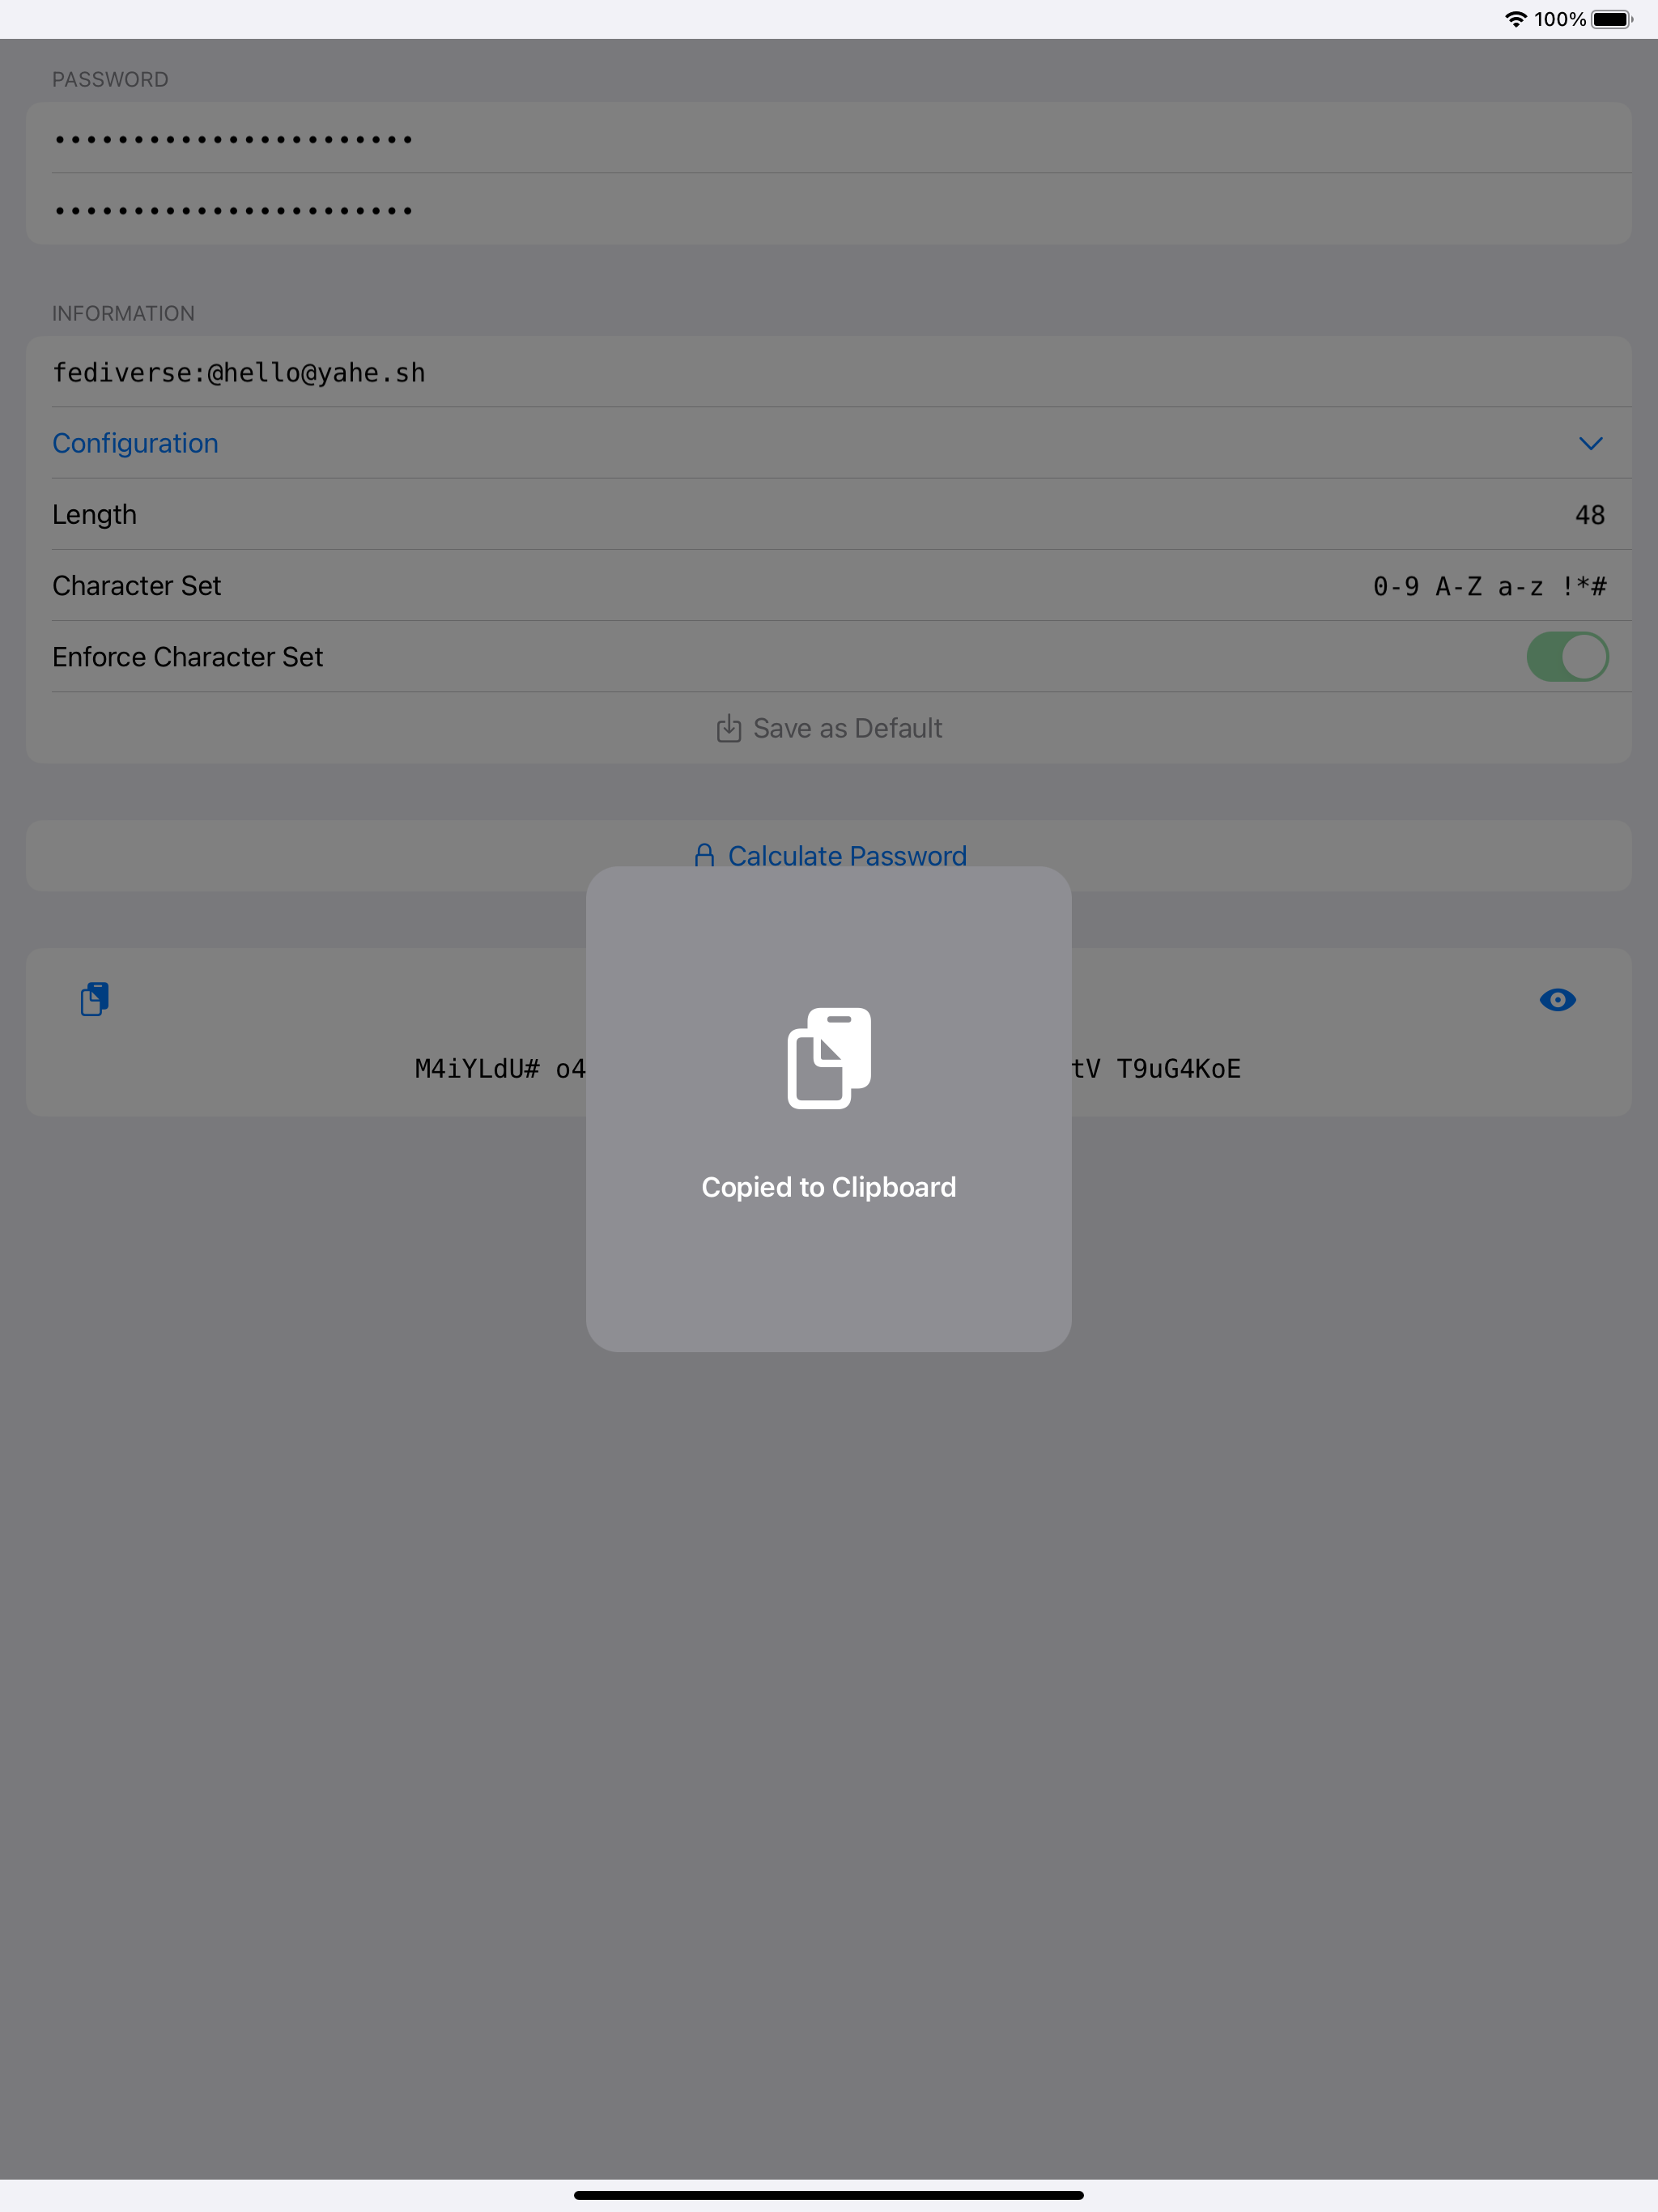 100%
PASSWORD
•••••••••••••••••••••••
•••••••••••••••••••••••
INFORMATION
fediverse:@hello@yahe.sh
Configuration
Length 48
Character Set 0-9 A-Z a-z !*#
Enforce Character Set
Save as Default
Calculate Password
M4iYLdU# o4 tV T9uG4KoE
Copied to Clipboard